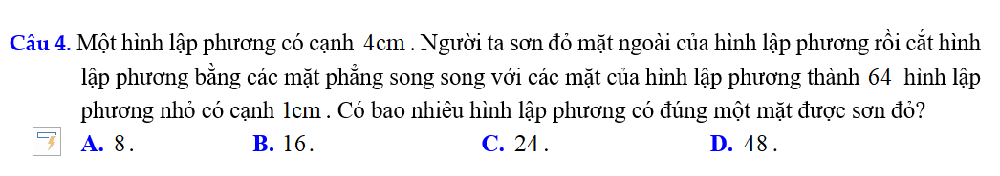 Câu 4. Một hình lập phương có cạnh 4cm . Người ta sơn đỏ mặt ngoài của hình lập phương rồi cắt hình
lập phương bằng các mặt phẳng song song với các mặt của hình lập phương thành 64 hình lập
phương nhỏ có cạnh 1cm . Có bao nhiêu hình lập phương có đúng một mặt được sơn đỏ?
A. 8 . B. 16 . C. 24 . D. 48 .